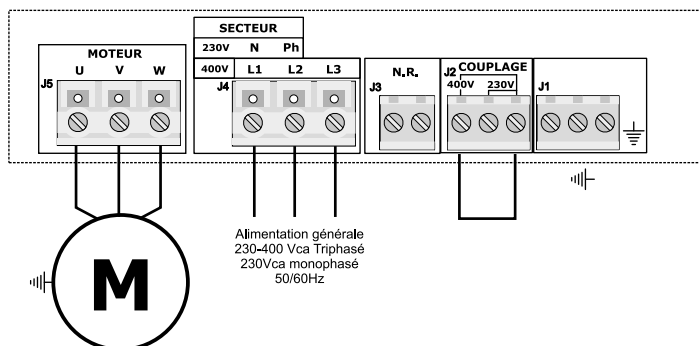 MOTEUR
U V W
J5
SECTEUR
230V N Ph
400V L1 L2 L3
J4
N.R.
J3
J2 COUPLAGE
400V 230V
J1
Alimentation générale
230-400 Vca Triphasé
230Vca monophasé
50/60Hz
M